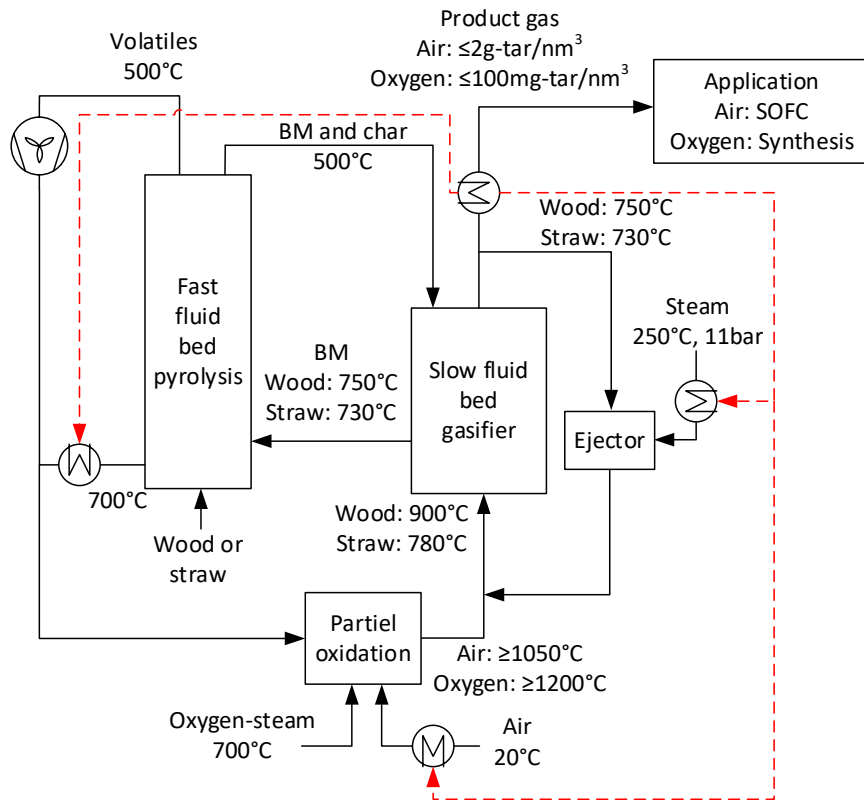 Product gas
Air: ≤2g-tar/nm³
Oxygen: ≤100mg-tar/nm³
Volatiles
500°C
Application
Air: SOFC
Oxygen: Synthesis
BM and char
500°C
Wood: 750°C
Straw: 730°C
Fast
fluid
bed
pyrolysis
Steam
250°C, 11bar
BM
Wood: 750°C
Straw: 730°C
Slow fluid
bed
gasifier
Ejector
700°C
Wood: 900°C
Straw: 780°C
Wood or
straw
Partiel
oxidation
Air: ≥1050°C
Oxygen: ≥1200°C
Oxygen-steam
700°C
Air
20°C